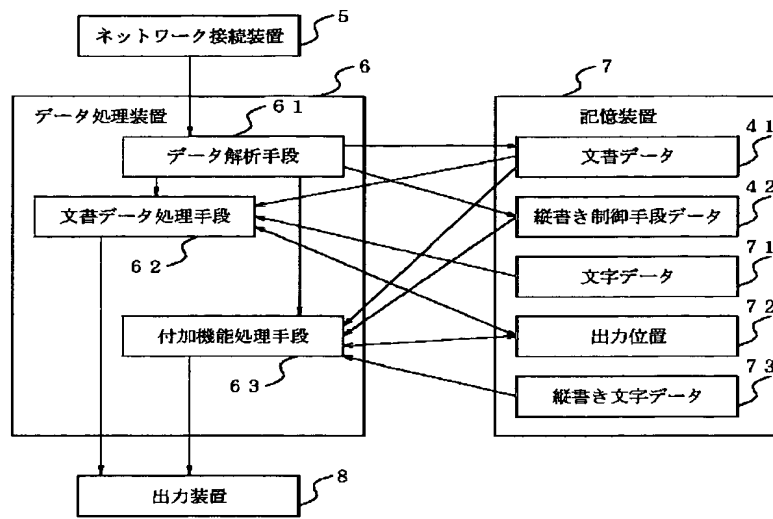 ネットワーク接続装置
5
6
7
データ処理装置
61
記憶装置
41
データ解析手段
文書データ
42
文書データ処理手段
縦書き制御手段データ
62
71
文字データ
72
付加機能処理手段
出力位置
63
73
縦書き文字データ
出力装置
8